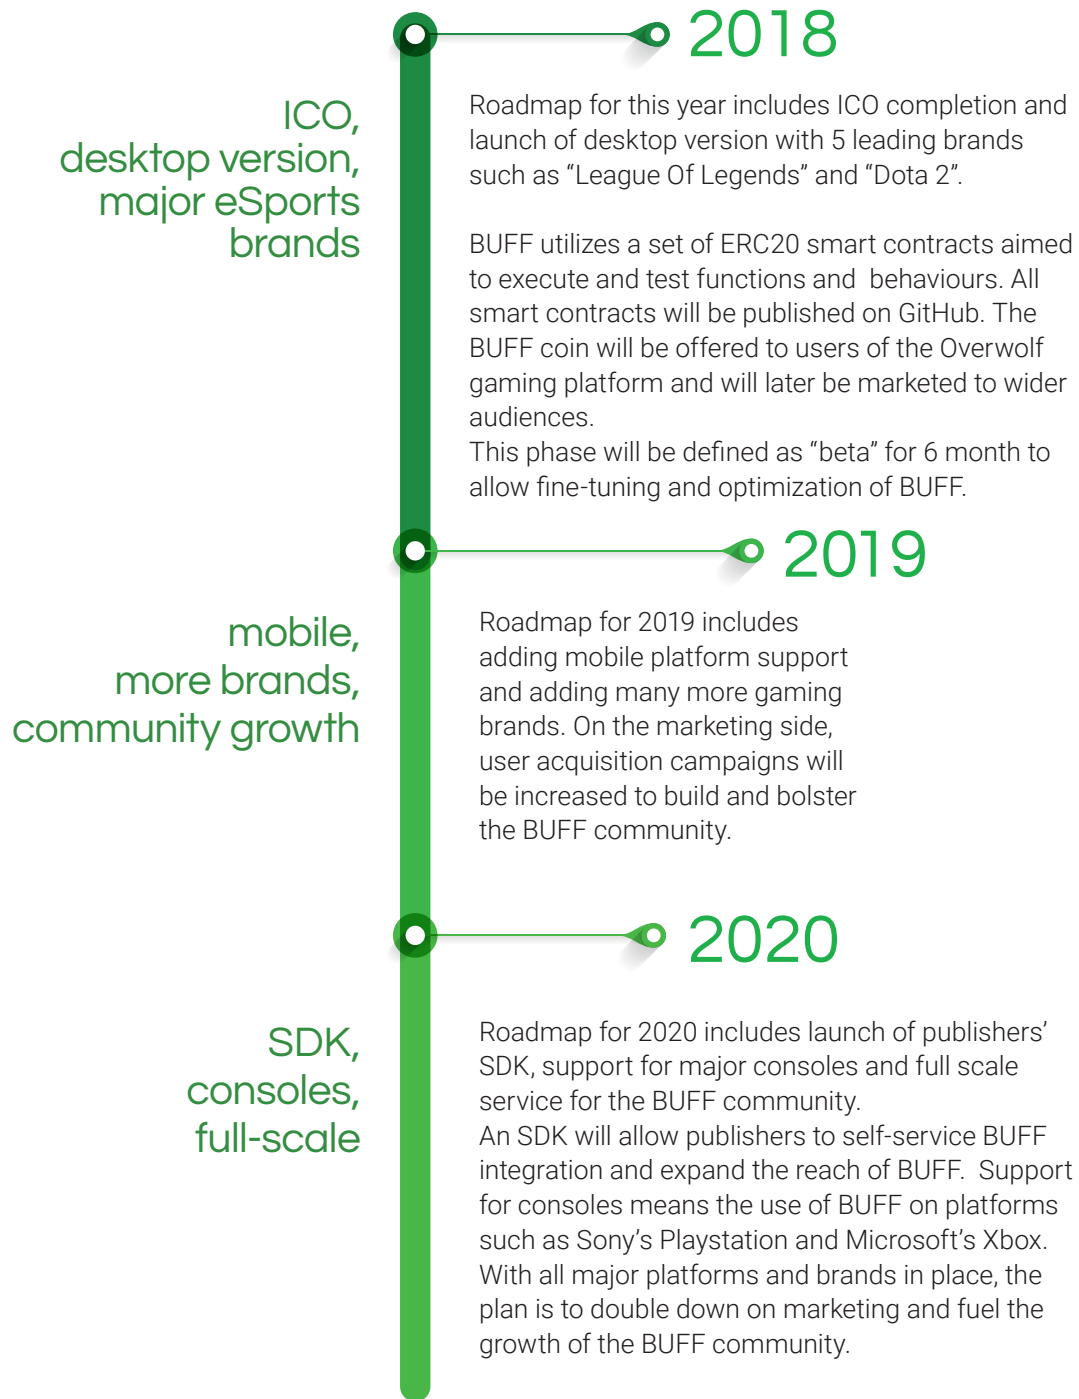 2018
ICO,
desktop version,
major eSports
brands
Roadmap for this year includes ICO completion and
launch of desktop version with 5 leading brands
such as “League Of Legends” and “Dota 2”.
BUFF utilizes a set of ERC20 smart contracts aimed
to execute and test functions and  behaviours. All
smart contracts will be published on GitHub. The
BUFF coin will be offered to users of the Overwolf
gaming platform and will later be marketed to wider
audiences.
This phase will be defined as “beta” for 6 month to
allow fine-tuning and optimization of BUFF.
2019
mobile,
more brands,
community growth
Roadmap for 2019 includes
adding mobile platform support
and adding many more gaming
brands. On the marketing side,
user acquisition campaigns will
be increased to build and bolster
the BUFF community.
2020
SDK,
consoles,
full-scale
Roadmap for 2020 includes launch of publishers’
SDK, support for major consoles and full scale
service for the BUFF community.
An SDK will allow publishers to self-service BUFF
integration and expand the reach of BUFF.  Support
for consoles means the use of BUFF on platforms
such as Sony’s Playstation and Microsoft’s Xbox.
With all major platforms and brands in place, the
plan is to double down on marketing and fuel the
growth of the BUFF community.